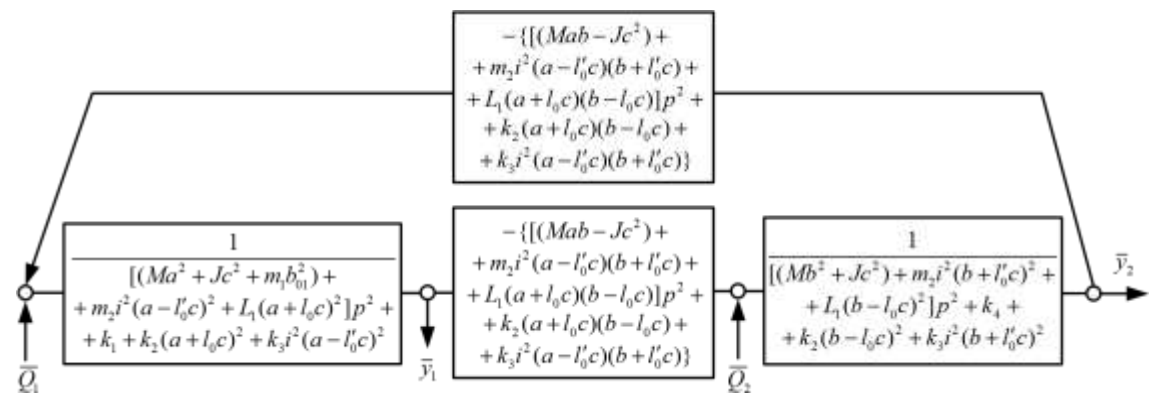 −{[(Mab − Jc²) +
+ m₂i²(a − l′₀c)(b + l′₀c) +
+ L₁(a + l₀c)(b − l₀c)]p² +
+ k₂(a + l₀c)(b − l₀c) +
+ k₃i²(a − l′₀c)(b + l′₀c)}
1
[(Ma² + Jc² + m₁b₀₁²) +
+ m₂i²(a − l′₀c)² + L₁(a + l₀c)²]p² +
+ k₁ + k₂(a + l₀c)² + k₃i²(a − l′₀c)²
−{[(Mab − Jc²) +
+ m₂i²(a − l′₀c)(b + l′₀c) +
+ L₁(a + l₀c)(b − l₀c)]p² +
+ k₂(a + l₀c)(b − l₀c) +
+ k₃i²(a − l′₀c)(b + l′₀c)}
1
[(Mb² + Jc²) + m₂i²(b + l′₀c)² +
+ L₁(b − l₀c)²]p² + k₄ +
+ k₂(b − l₀c)² + k₃i²(b + l′₀c)²
y̅₂
Q̅₁
y̅₁
Q̅₂